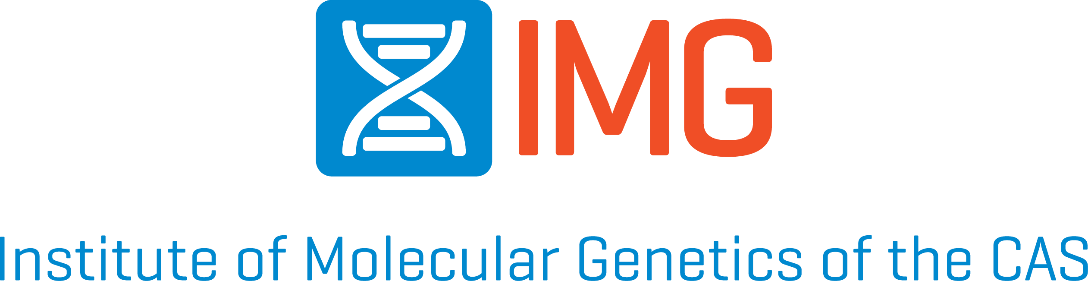 IMG
Institute of Molecular Genetics of the CAS